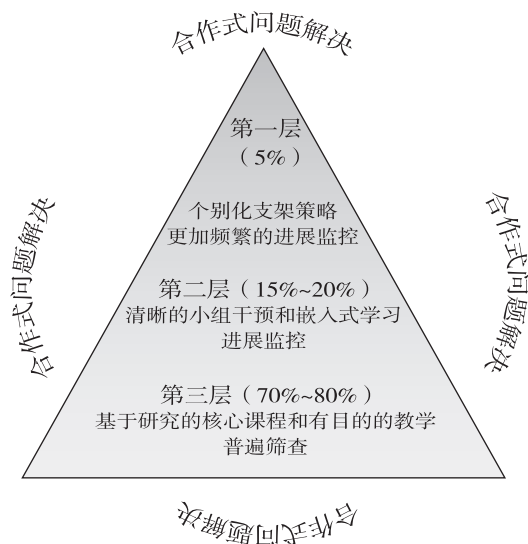 合作式问题解决
第一层
（5%）
个别化支架策略
更加频繁的进展监控
合作式问题解决
合作式问题解决
第二层（15%~20%）
清晰的小组干预和嵌入式学习
进展监控
第三层（70%~80%）
基于研究的核心课程和有目的的教学
普遍筛查
合作式问题解决